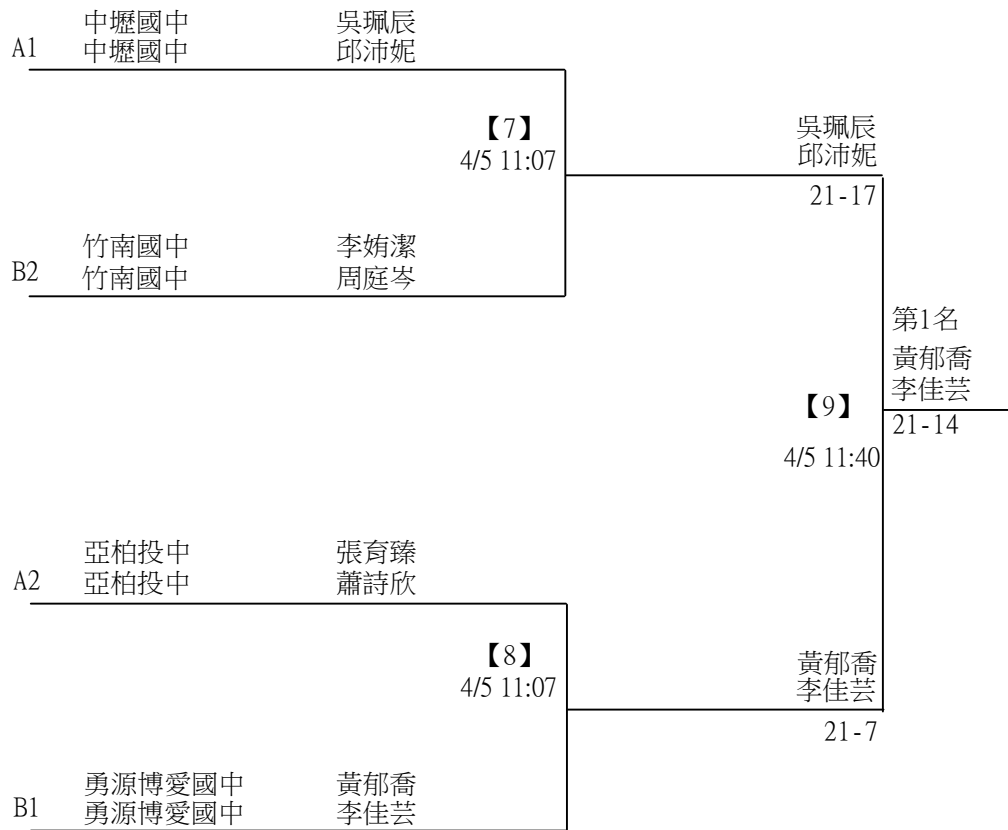 中壢國中 吳珮辰
A1 中壢國中 邱沛妮
【7】
4/5 11:07
吳珮辰
邱沛妮
21-17
竹南國中 李姷潔
B2 竹南國中 周庭岑
第1名
黃郁喬
李佳芸
【9】
21-14
4/5 11:40
亞柏投中 張育臻
A2 亞柏投中 蕭詩欣
【8】
4/5 11:07
黃郁喬
李佳芸
21-7
勇源博愛國中 黃郁喬
B1 勇源博愛國中 李佳芸